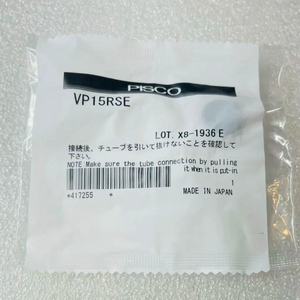 PISCO
VP15RSE
LOT. X8-1936 E
接続後、チューブを引いて抜けないことを確認して
下さい。
NOTE Make sure the tube connection by pulling
it when it is put-in.
1
*417255 *
MADE IN JAPAN